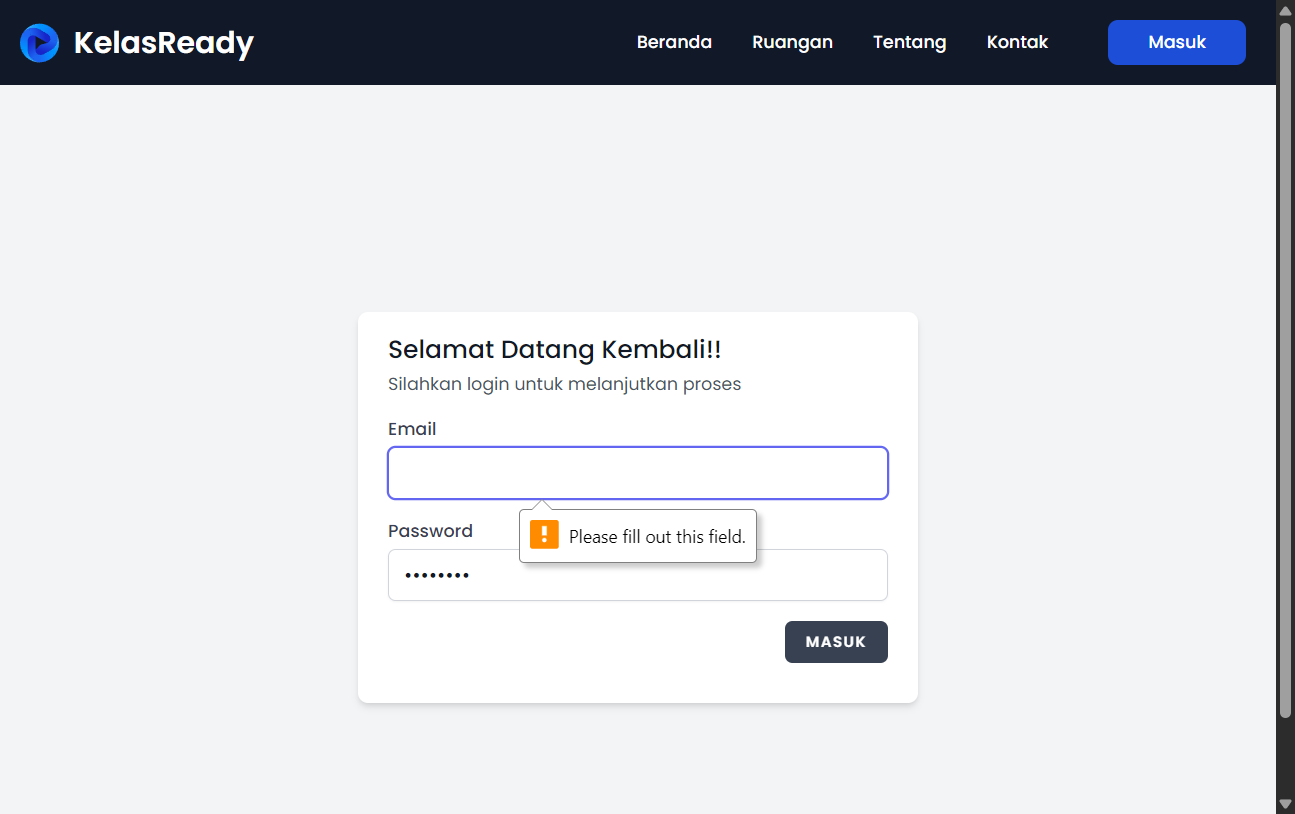 KelasReady
Beranda
Ruangan
Tentang
Kontak
Masuk
Selamat Datang Kembali!!
Silahkan login untuk melanjutkan proses
Email
Please fill out this field.
Password
••••••••
MASUK